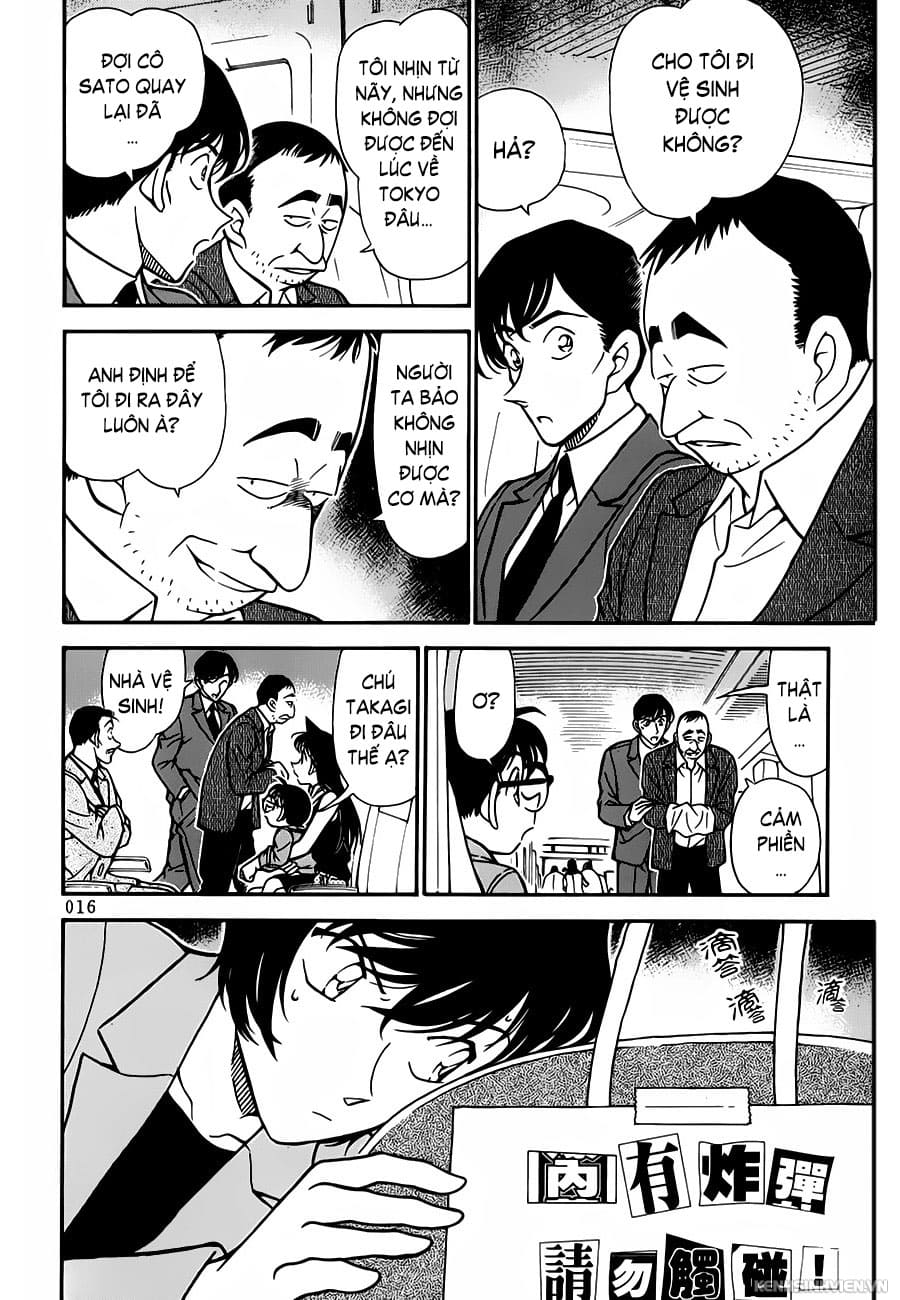 CHO TÔI ĐI
VỆ SINH
ĐƯỢC
KHÔNG?
HẢ?
TÔI NHỊN TỪ
NÃY, NHƯNG
KHÔNG ĐỢI
ĐƯỢC ĐẾN
LÚC VỀ
TOKYO
ĐÂU...
ĐỢI CÔ
SATO QUAY
LẠI ĐÃ
...
NGƯỜI
TA BẢO
KHÔNG
NHỊN
ĐƯỢC
CƠ MÀ?
ANH ĐỊNH ĐỂ
TÔI ĐI RA ĐÂY
LUÔN À?
THẬT
LÀ
...
CẢM
PHIỀN
...
Ơ?
CHÚ
TAKAGI
ĐI ĐÂU
THẾ Ạ?
NHÀ VỆ
SINH!
016
滴答
滴答
滴答
內有炸彈
請勿觸碰!
KENHSINHVIEN.VN